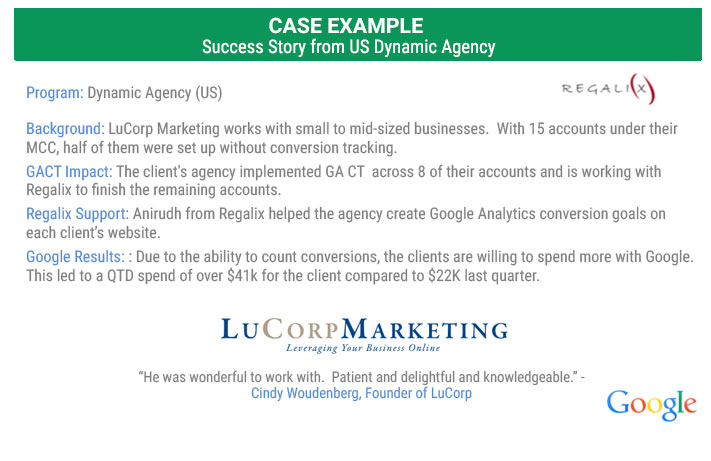 CASE EXAMPLE
Success Story from US Dynamic Agency
Program: Dynamic Agency (US)
REGALI(X)
Background: LuCorp Marketing works with small to mid-sized businesses.  With 15 accounts under their
MCC, half of them were set up without conversion tracking.
GACT Impact: The client's agency implemented GA CT  across 8 of their accounts and is working with
Regalix to finish the remaining accounts.
Regalix Support: Anirudh from Regalix helped the agency create Google Analytics conversion goals on
each client’s website.
Google Results: : Due to the ability to count conversions, the clients are willing to spend more with Google.
This led to a QTD spend of over $41k for the client compared to $22K last quarter.
LUCORPMARKETING
Leveraging Your Business Online
“He was wonderful to work with.  Patient and delightful and knowledgeable.” -
Cindy Woudenberg, Founder of LuCorp
Google